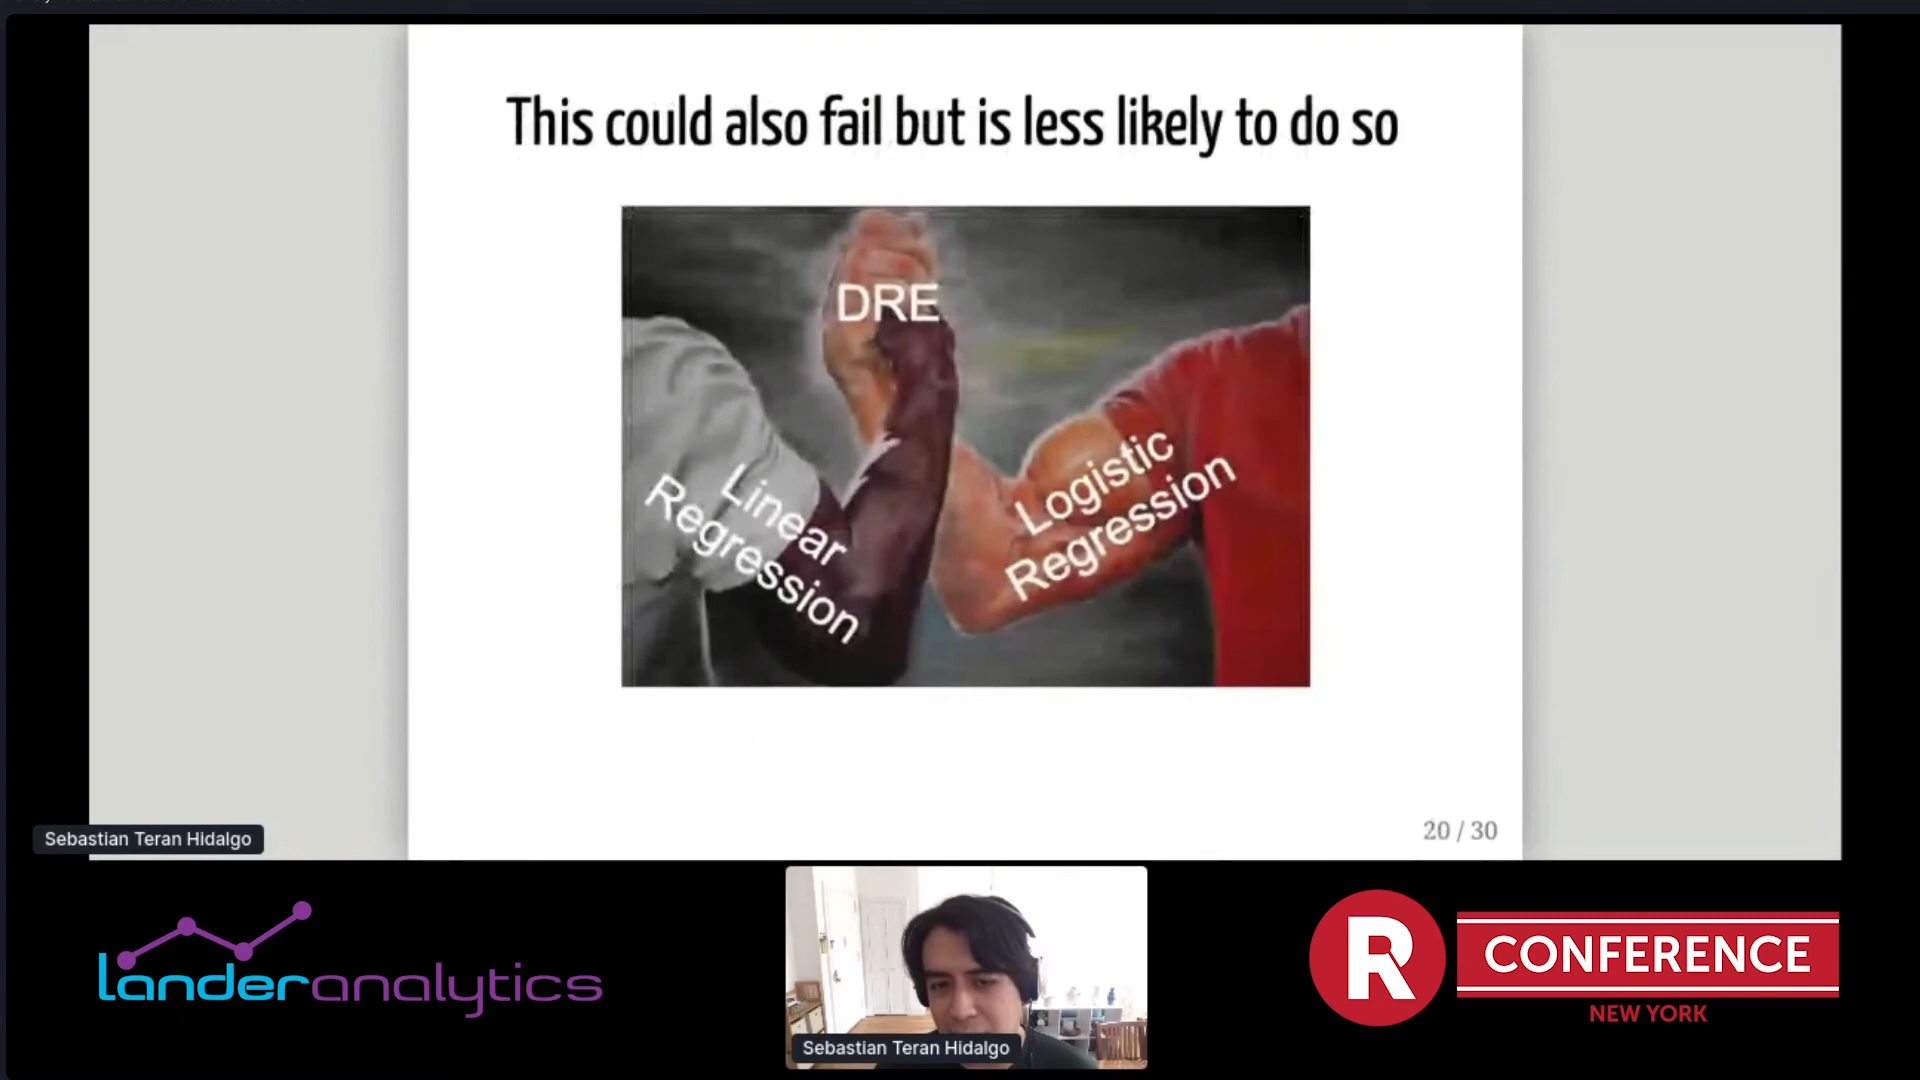 This could also fail but is less likely to do so
DRE
Linear
Regression
Logistic
Regression
20 / 30
Sebastian Teran Hidalgo
landeranalytics
Sebastian Teran Hidalgo
R
CONFERENCE
NEW YORK